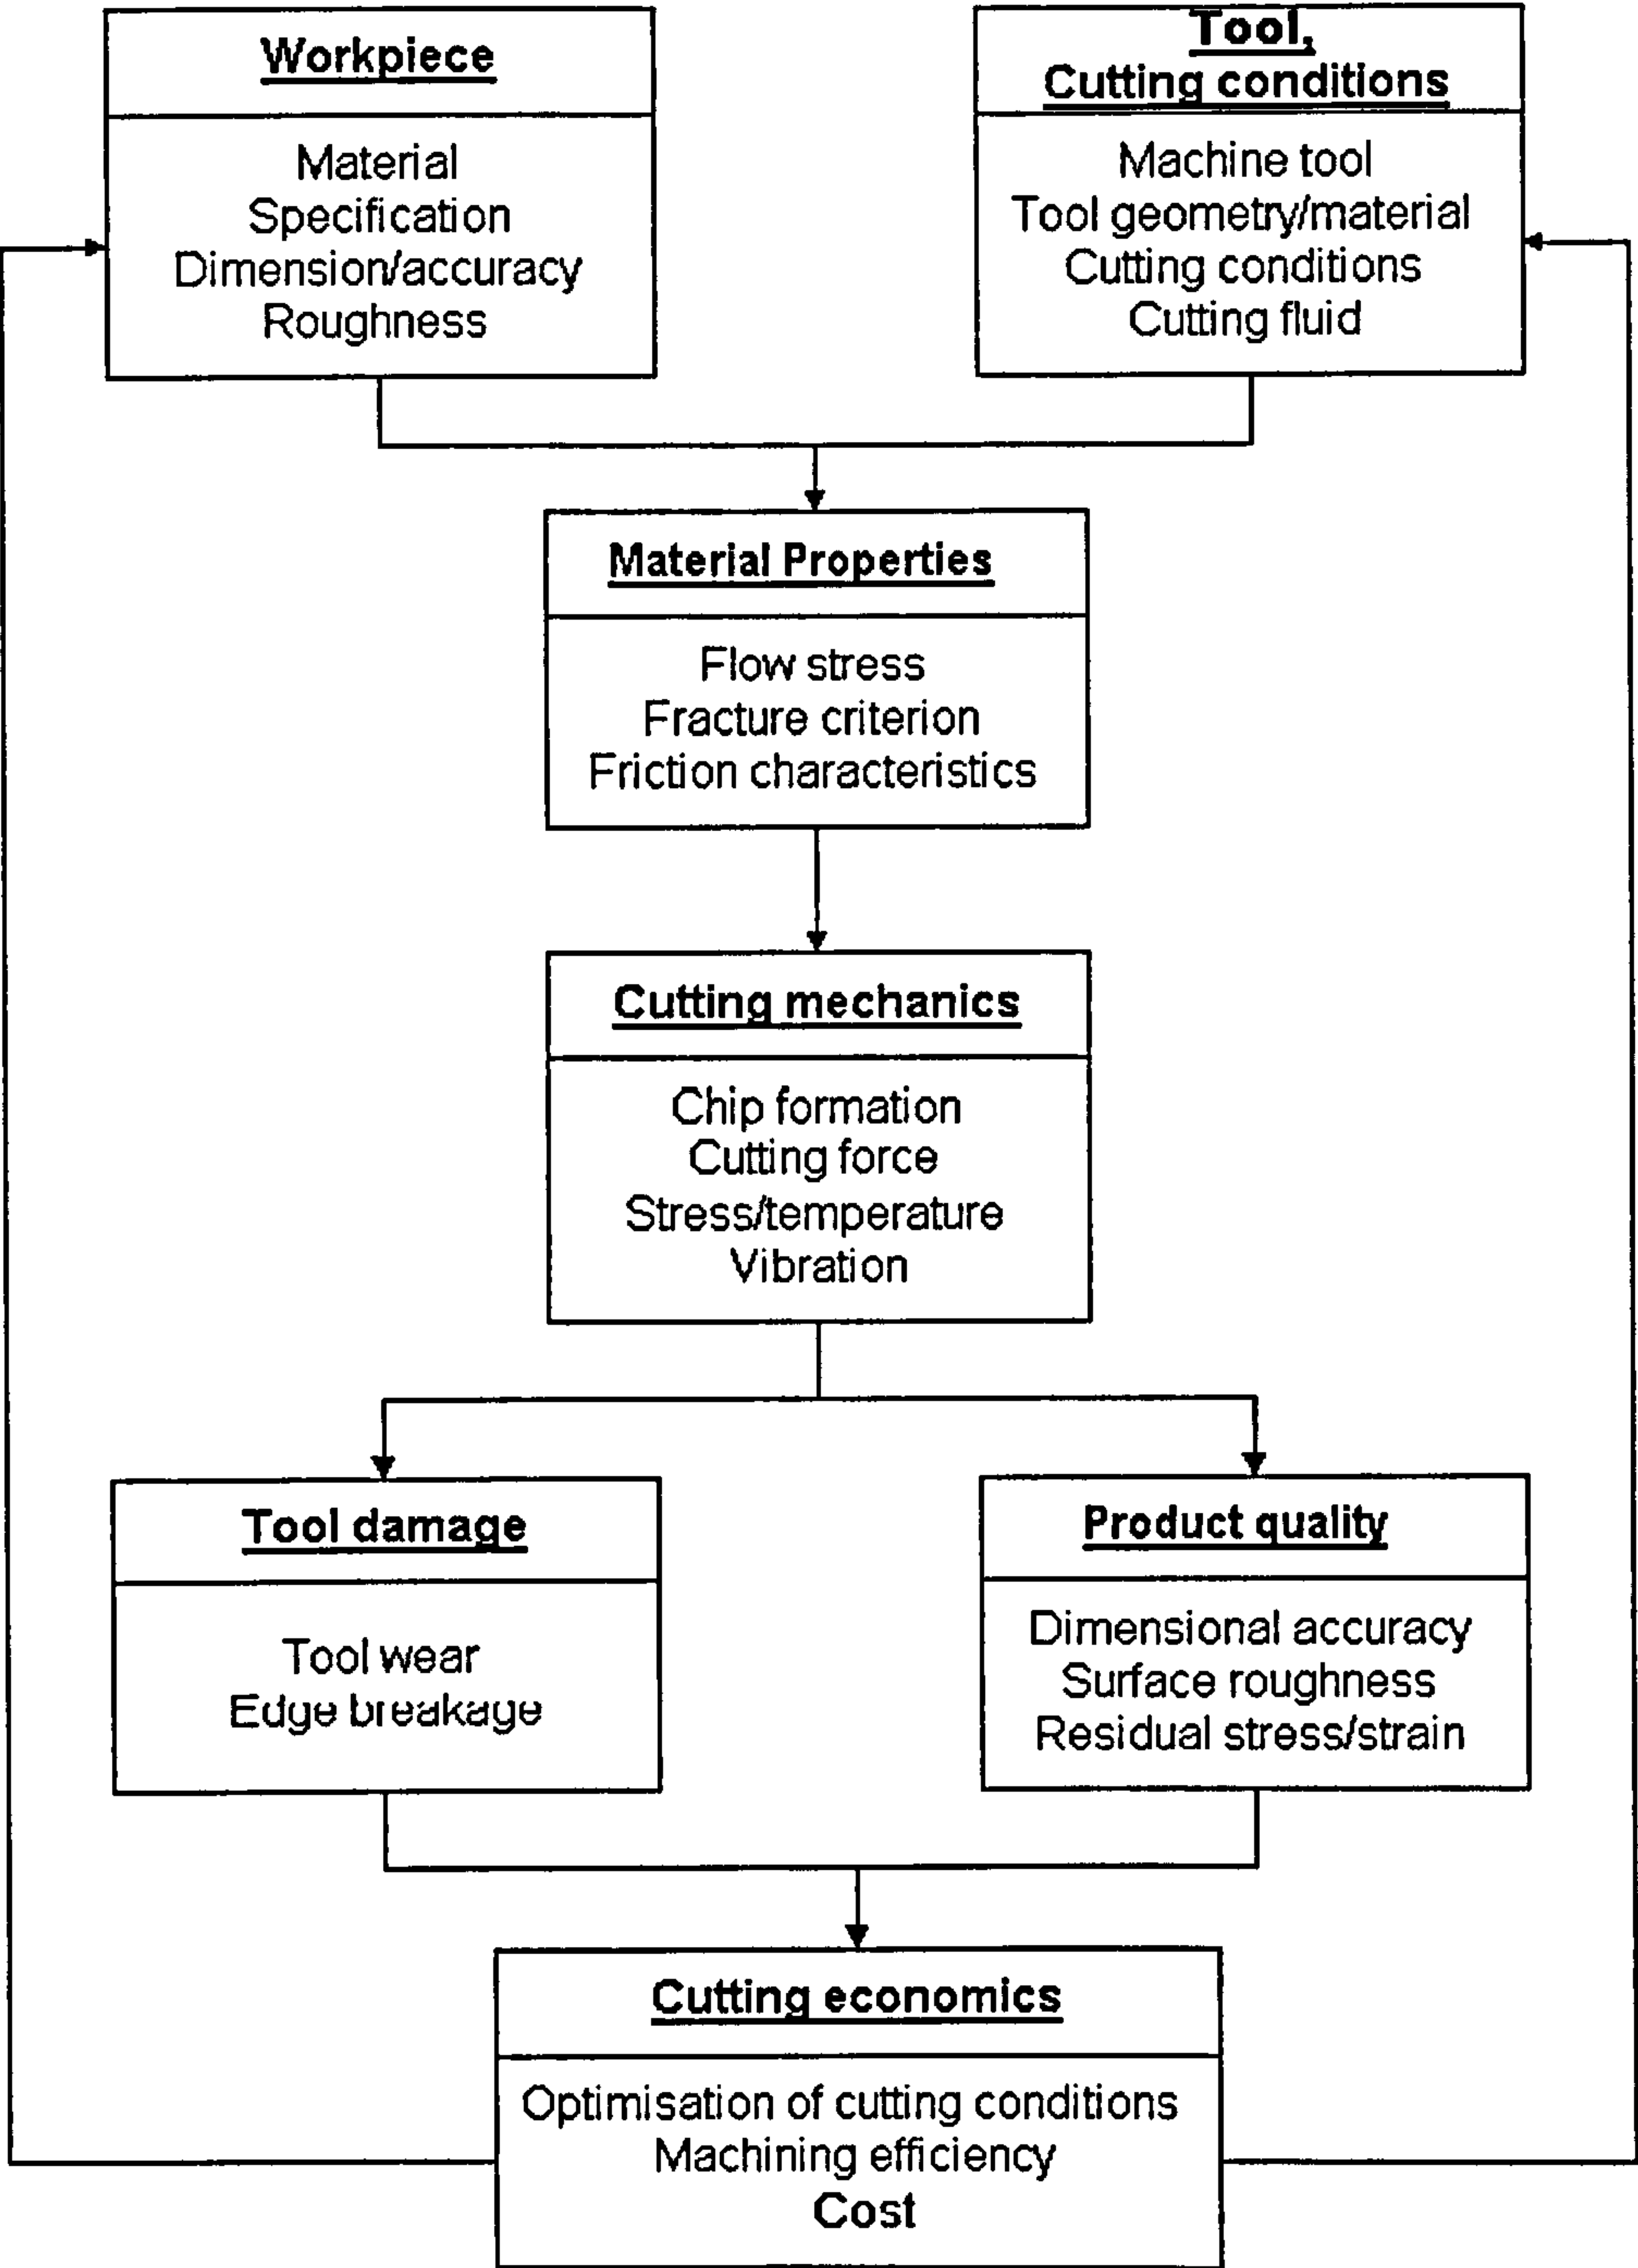 Workpiece
Material
Specification
Dimension/accuracy
Roughness
Tool,
Cutting conditions
Machine tool
Tool geometry/material
Cutting conditions
Cutting fluid
Material Properties
Flow stress
Fracture criterion
Friction characteristics
Cutting mechanics
Chip formation
Cutting force
Stress/temperature
Vibration
Tool damage
Tool wear
Edge breakage
Product quality
Dimensional accuracy
Surface roughness
Residual stress/strain
Cutting economics
Optimisation of cutting conditions
Machining efficiency
Cost